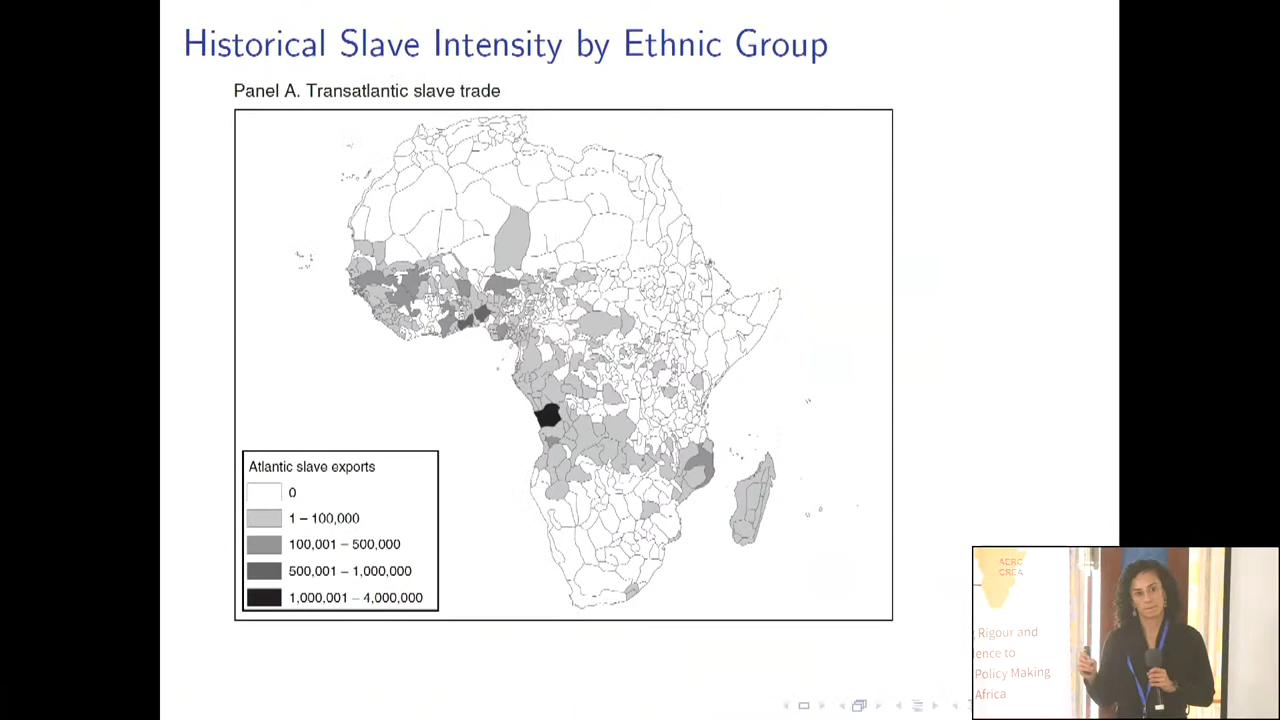 Historical Slave Intensity by Ethnic Group
Panel A. Transatlantic slave trade
Atlantic slave exports
0
1 – 100,000
100,001 – 500,000
500,001 – 1,000,000
1,000,001 – 4,000,000
AERC
CREA
Rigour and
ence to
Policy Making
Africa